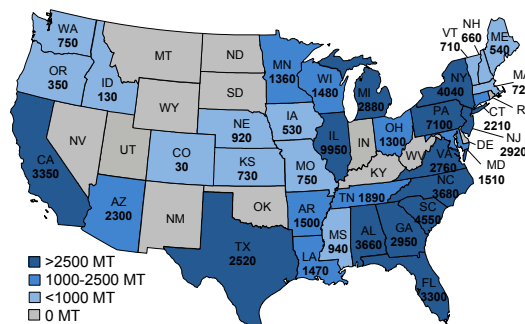 WA
750
OR
350
CA
3350
NV
ID
130
MT
WY
UT
AZ
2300
CO
30
NM
ND
SD
NE
920
KS
730
OK
TX
2520
MN
1360
IA
530
MO
750
AR
1500
LA
1470
WI
1480
IL
9950
MI
2880
IN
OH
1300
KY
WV
TN 1890
MS
940
AL
3660
GA
2950
FL
3300
SC
4550
NC
3680
VA
2760
PA
7100
NY
4040
VT
710
NH
660
ME
540
MA
CT
2210
NJ
2920
DE
MD
1510
>2500 MT
1000-2500 MT
<1000 MT
0 MT